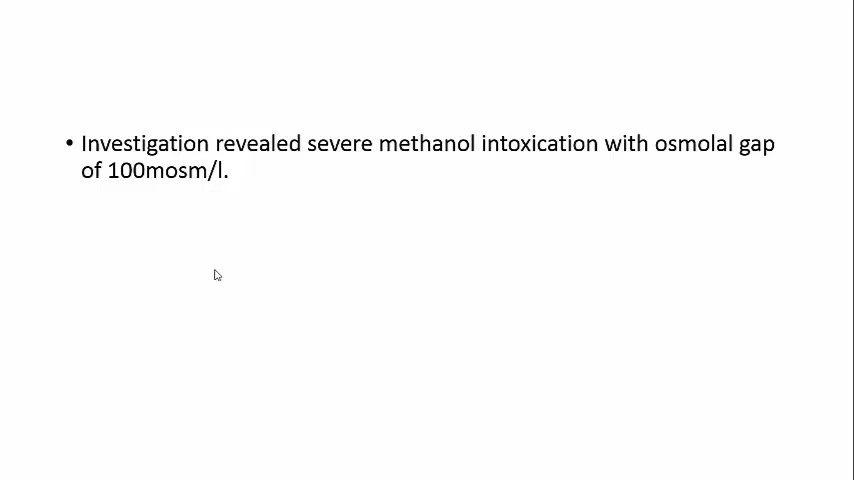 • Investigation revealed severe methanol intoxication with osmolal gap
of 100mosm/l.